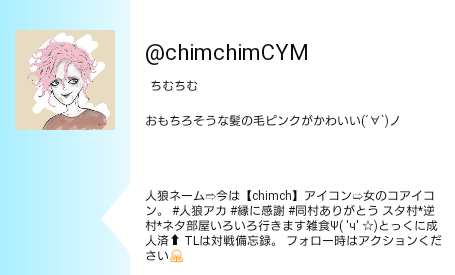 @chimchimCYM
ちむちむ
おもちろそうな髪の毛ピンクがかわいい(´∀`)ノ
人狼ネーム⇨今は【chimch】アイコン⇨女のコアイコ
ン。 #人狼アカ #縁に感謝 #同村ありがとう スタ村*逆
村*ネタ部屋いろいろ行きます雑食Ψ( 'ч' ☆)とっくに成
人済⬆ TLは対戦備忘録。 フォロー時はアクションくだ
さい🙇